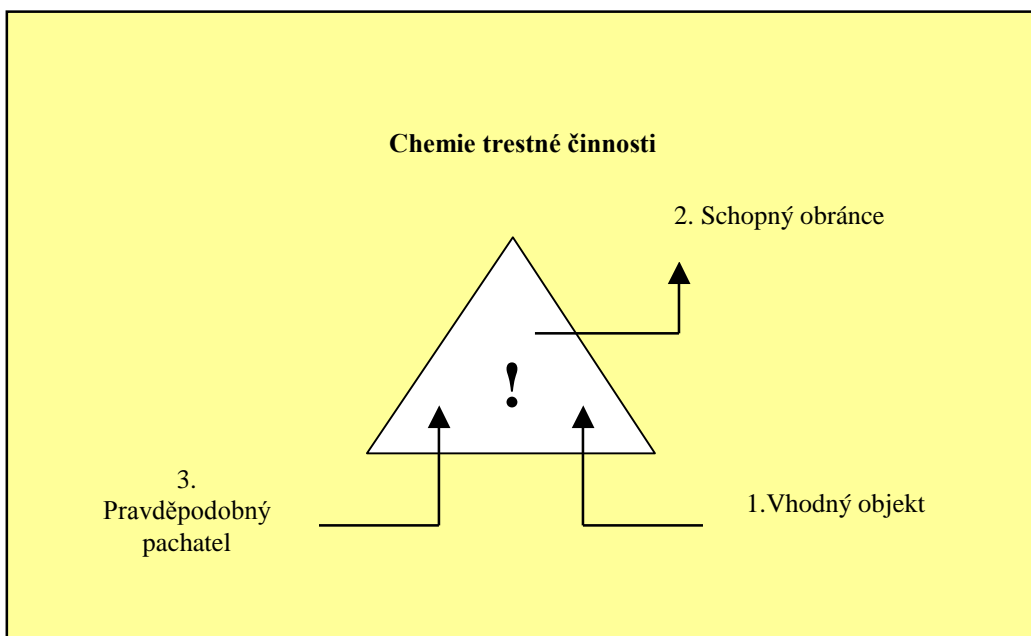 Chemie trestné činnosti
2. Schopný obránce
!
3.
Pravděpodobný
pachatel
1.Vhodný objekt